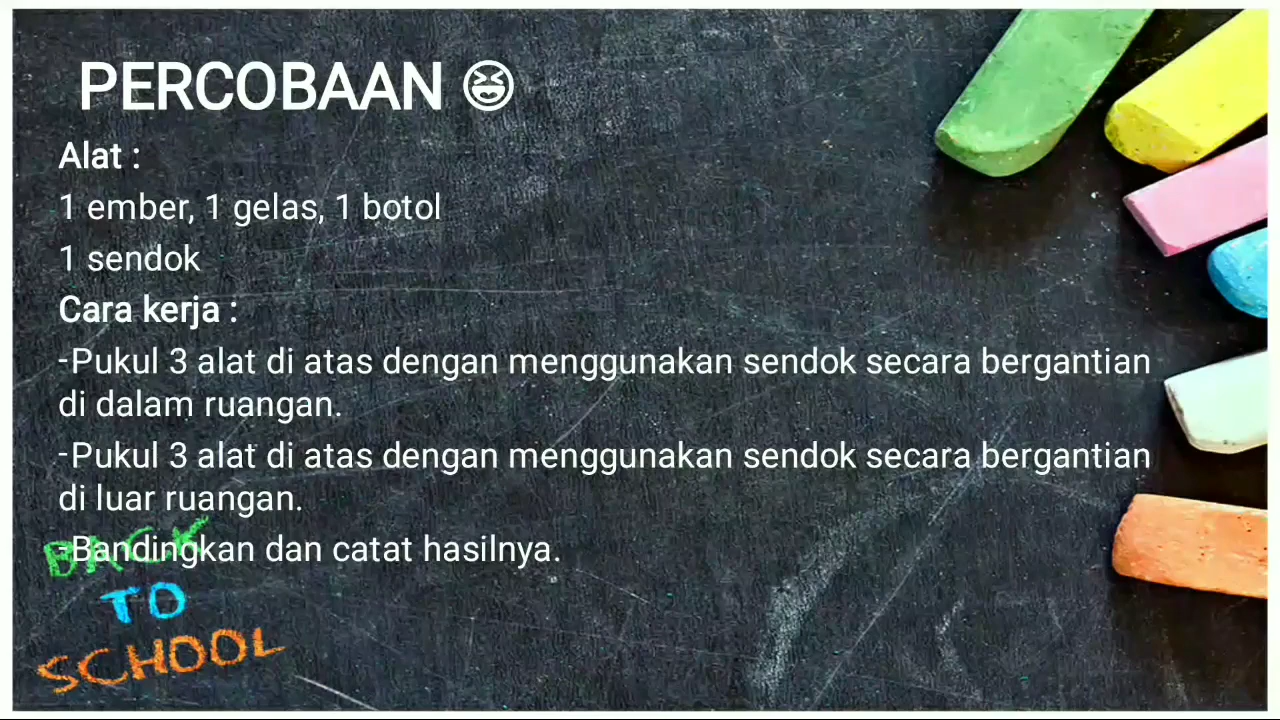 PERCOBAAN 😆
Alat :
1 ember, 1 gelas, 1 botol
1 sendok
Cara kerja :
-Pukul 3 alat di atas dengan menggunakan sendok secara bergantian
di dalam ruangan.
-Pukul 3 alat di atas dengan menggunakan sendok secara bergantian
di luar ruangan.
-Bandingkan dan catat hasilnya.
BACK
TO
SCHOOL